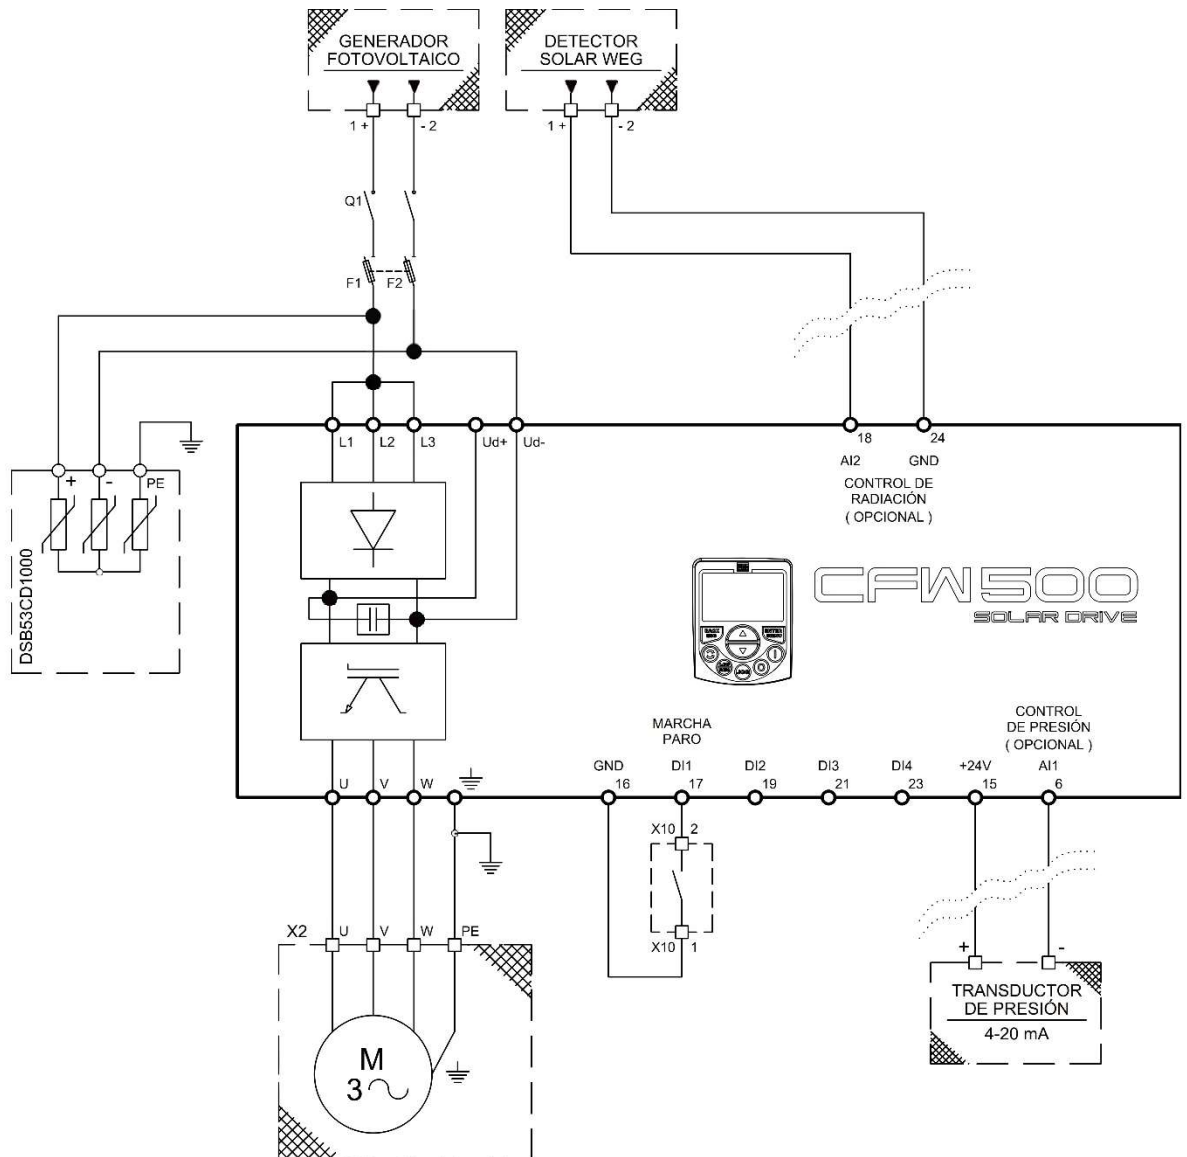 GENERADOR
FOTOVOLTAICO
1 +
- 2
DETECTOR
SOLAR WEG
1 +
- 2
Q1
F1
F2
L1
L2
L3
Ud+
Ud-
18
24
AI2
GND
CONTROL DE
RADIACIÓN
( OPCIONAL )
+
-
PE
DSB53CD1000
CFW500
SOLAR DRIVE
MARCHA
PARO
CONTROL
DE PRESIÓN
( OPCIONAL )
GND
DI1
DI2
DI3
DI4
+24V
AI1
16
17
19
21
23
15
6
U
V
W
X10
2
X10
1
X2
U
V
W
PE
M
3
+
-
TRANSDUCTOR
DE PRESIÓN
4-20 mA